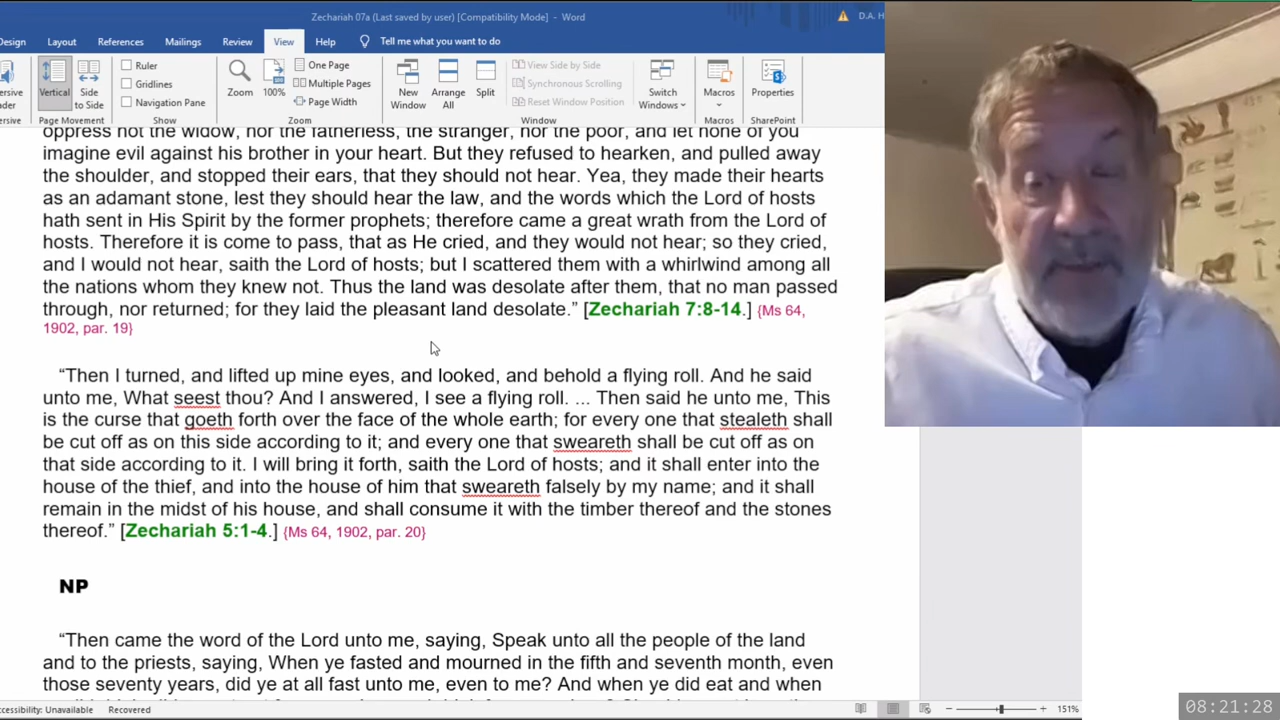 Zechariah 07a (Last saved by user) [Compatibility Mode] - Word
D.A. H
Design Layout References Mailings Review View Help Tell me what you want to do
Ruler
Gridlines
Navigation Pane
Vertical
Side to Side
Page Movement
Show
Zoom
100%
One Page
Multiple Pages
Page Width
Zoom
New Window
Arrange All
Split
View Side by Side
Synchronous Scrolling
Reset Window Position
Window
Switch Windows
Macros
Macros
Properties
SharePoint
oppress not the widow, nor the fatherless, the stranger, nor the poor, and let none of you
imagine evil against his brother in your heart. But they refused to hearken, and pulled away
the shoulder, and stopped their ears, that they should not hear. Yea, they made their hearts
as an adamant stone, lest they should hear the law, and the words which the Lord of hosts
hath sent in His Spirit by the former prophets; therefore came a great wrath from the Lord of
hosts. Therefore it is come to pass, that as He cried, and they would not hear; so they cried,
and I would not hear, saith the Lord of hosts; but I scattered them with a whirlwind among all
the nations whom they knew not. Thus the land was desolate after them, that no man passed
through, nor returned; for they laid the pleasant land desolate.” [Zechariah 7:8-14.] {Ms 64,
1902, par. 19}
“Then I turned, and lifted up mine eyes, and looked, and behold a flying roll. And he said
unto me, What seest thou? And I answered, I see a flying roll. ... Then said he unto me, This
is the curse that goeth forth over the face of the whole earth; for every one that stealeth shall
be cut off as on this side according to it; and every one that sweareth shall be cut off as on
that side according to it. I will bring it forth, saith the Lord of hosts; and it shall enter into the
house of the thief, and into the house of him that sweareth falsely by my name; and it shall
remain in the midst of his house, and shall consume it with the timber thereof and the stones
thereof.” [Zechariah 5:1-4.] {Ms 64, 1902, par. 20}
NP
“Then came the word of the Lord unto me, saying, Speak unto all the people of the land
and to the priests, saying, When ye fasted and mourned in the fifth and seventh month, even
those seventy years, did ye at all fast unto me, even to me? And when ye did eat and when
ccessibility: Unavailable Recovered
151%
08:21:28